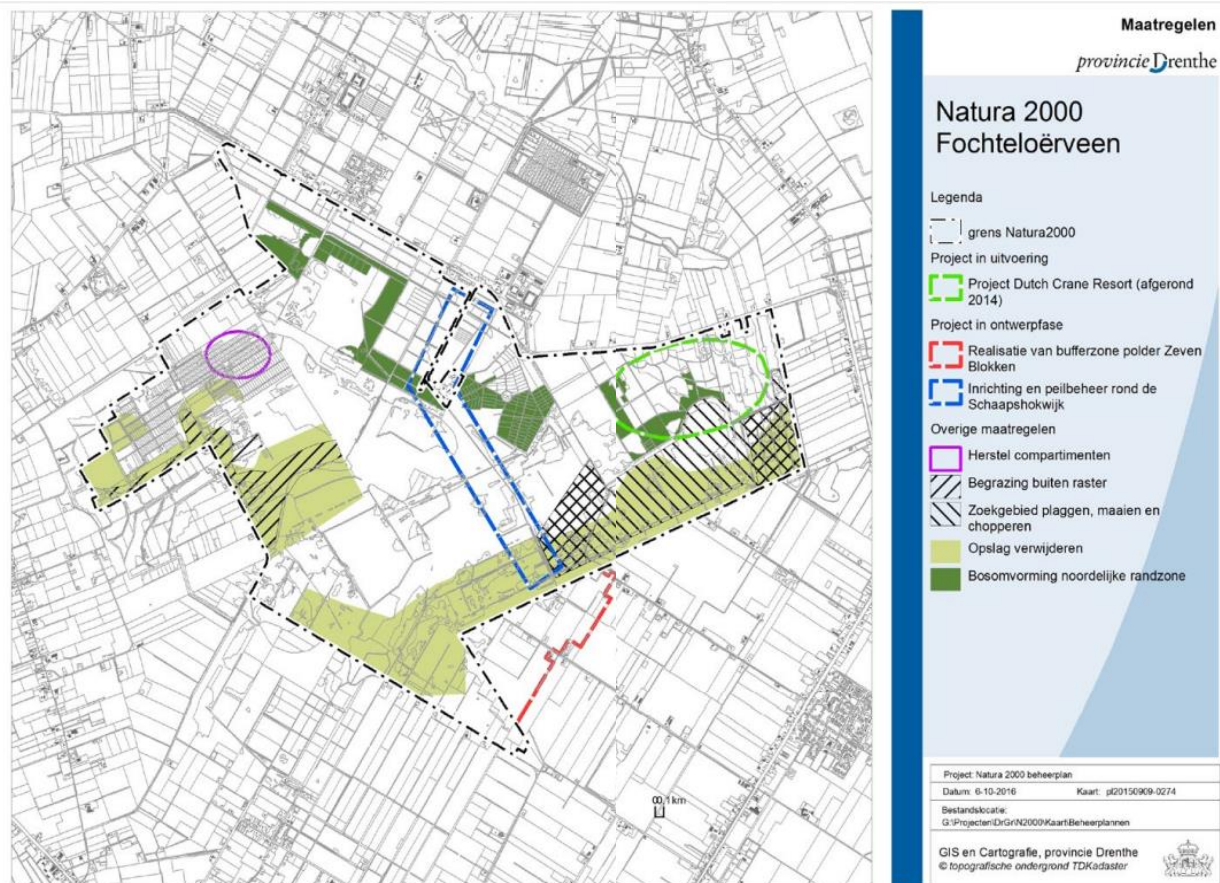 Maatregelen
provincie Drenthe
Natura 2000
Fochteloërveen
Legenda
grens Natura2000
Project in uitvoering
Project Dutch Crane Resort (afgerond
2014)
Project in ontwerpfase
Realisatie van bufferzone polder Zeven
Blokken
Inrichting en peilbeheer rond de
Schaapshokwijk
Overige maatregelen
Herstel compartimenten
Begrazing buiten raster
Zoekgebied plaggen, maaien en
chopperen
Opslag verwijderen
Bosomvorming noordelijke randzone
00,1km
Project: Natura 2000 beheerplan
Datum: 6-10-2016 Kaart: pl20150909-0274
Bestandslocatie:
G:\Projecten\DrGr\N2000\Kaart\Beheerplannen
GIS en Cartografie, provincie Drenthe
© topografische ondergrond TDKadaster